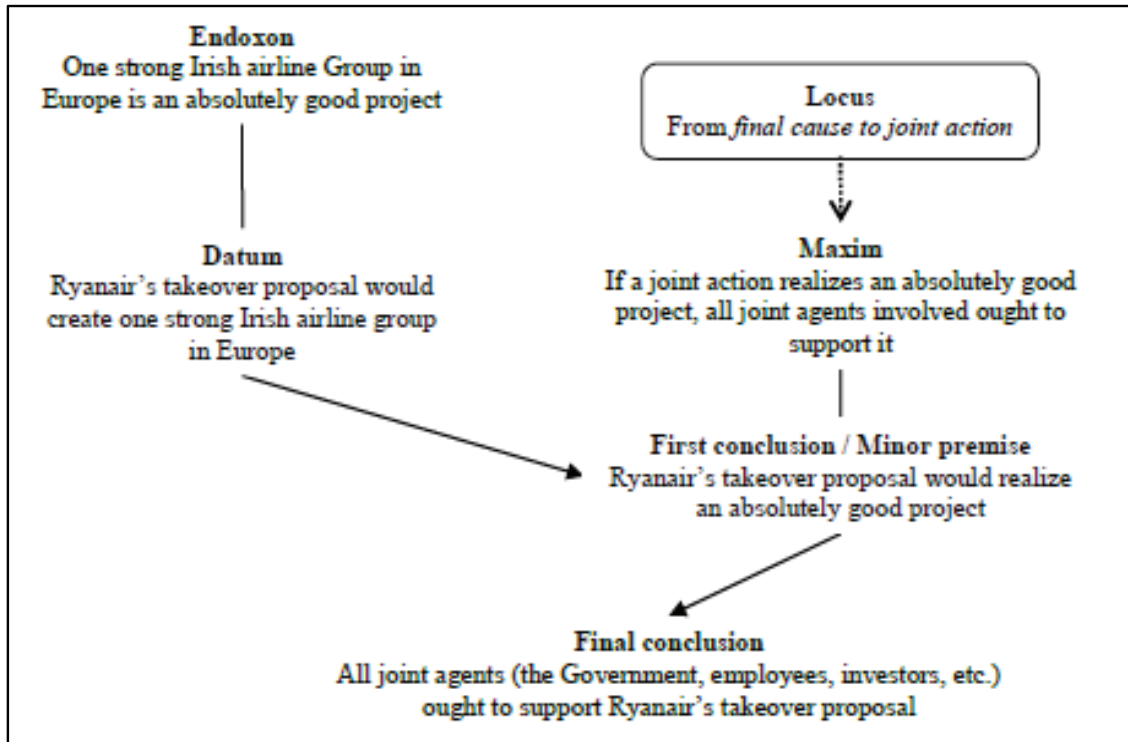 Endoxon
One strong Irish airline Group in
Europe is an absolutely good project
Locus
From final cause to joint action
Datum
Ryanair’s takeover proposal would
create one strong Irish airline group
in Europe
Maxim
If a joint action realizes an absolutely good
project, all joint agents involved ought to
support it
First conclusion / Minor premise
Ryanair’s takeover proposal would realize
an absolutely good project
Final conclusion
All joint agents (the Government, employees, investors, etc.)
ought to support Ryanair’s takeover proposal